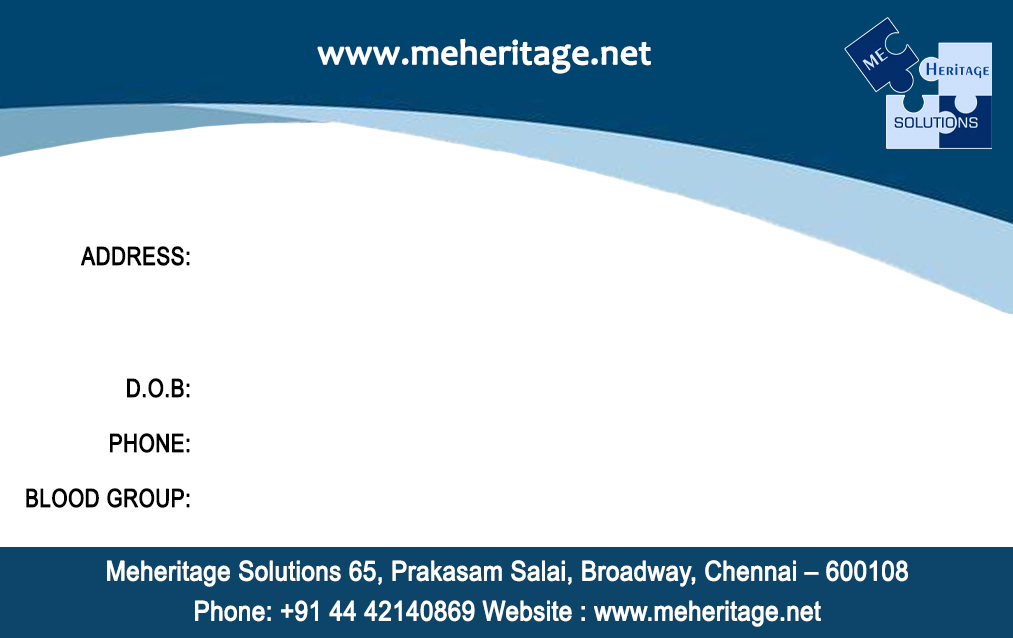 www.meheritage.net
ME
HERITAGE
SOLUTIONS
ADDRESS:
D.O.B:
PHONE:
BLOOD GROUP:
Meheritage Solutions 65, Prakasam Salai, Broadway, Chennai – 600108
Phone: +91 44 42140869 Website : www.meheritage.net